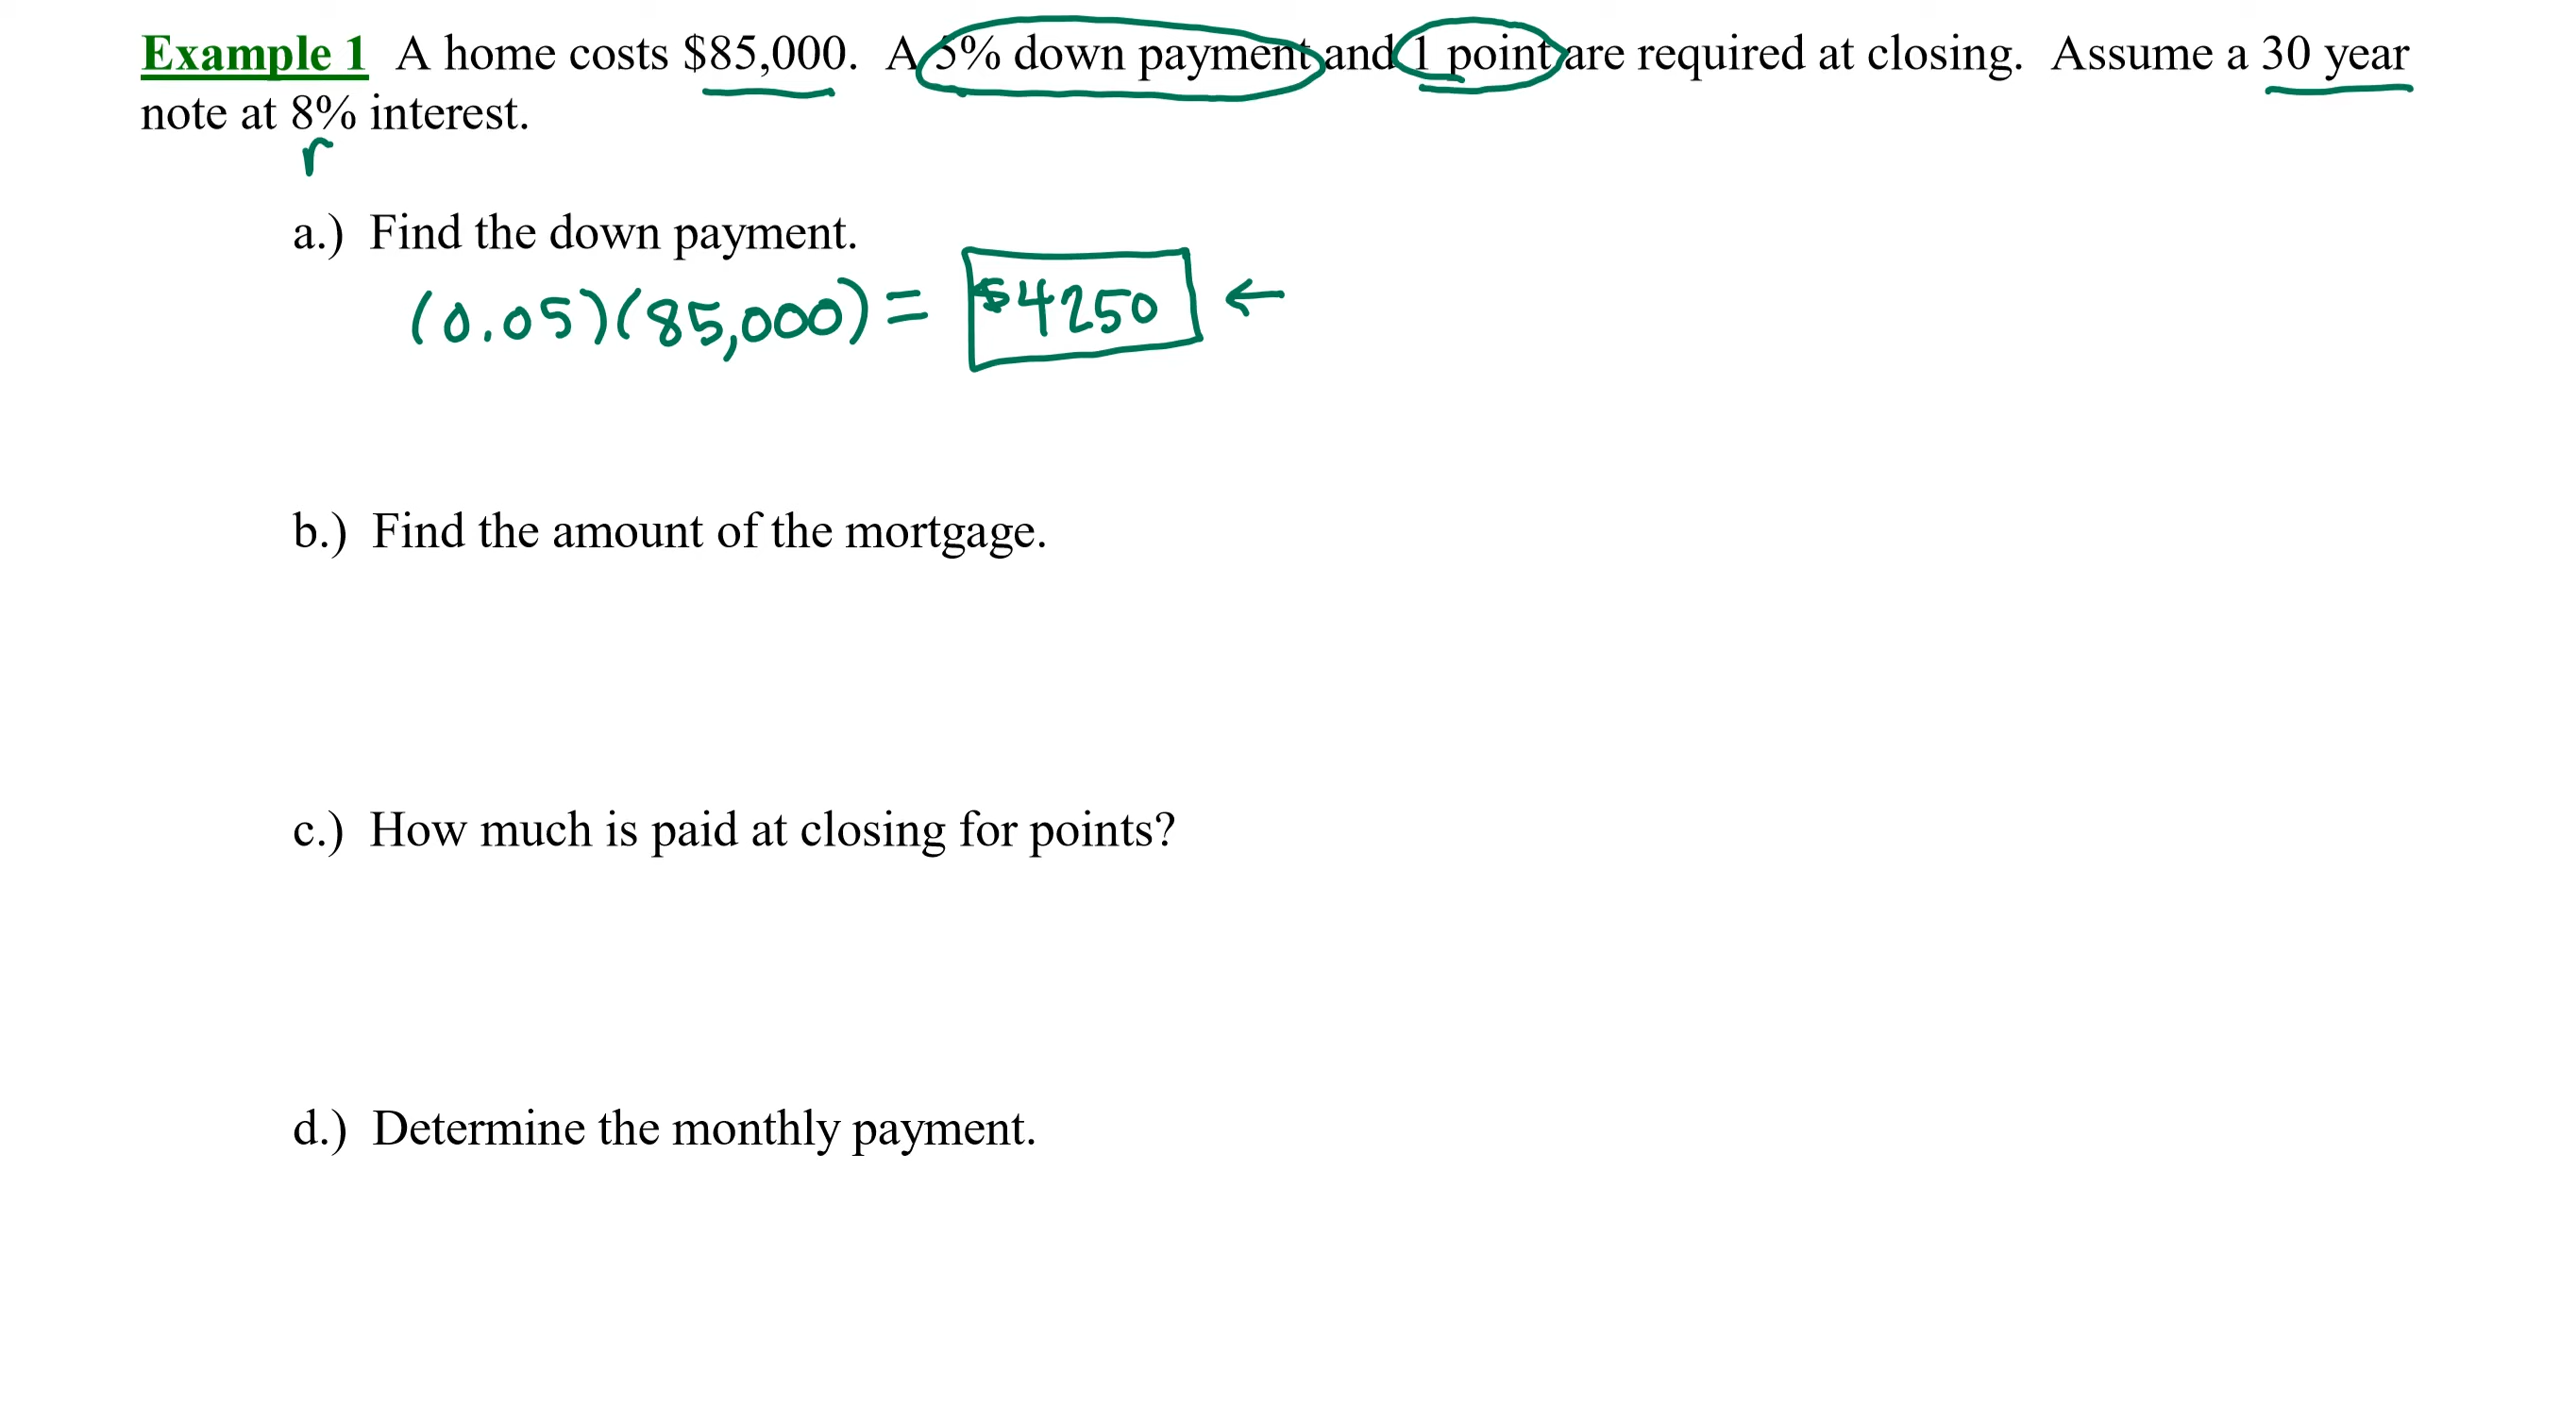 Example 1 A home costs $85,000. A 5% down payment and 1 point are required at closing. Assume a 30 year
note at 8% interest.
r
a.) Find the down payment.
(0.05)(85,000) = $4250 ←
b.) Find the amount of the mortgage.
c.) How much is paid at closing for points?
d.) Determine the monthly payment.